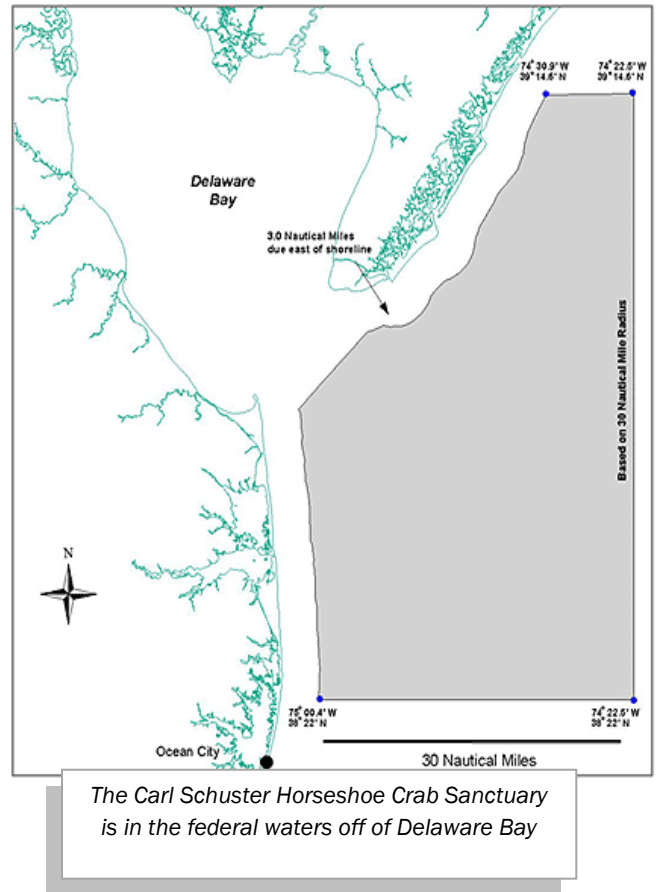 74° 30.9' W
39° 14.6' N
74° 22.5' W
39° 14.6' N
Delaware
Bay
3.0 Nautical Miles
due east of shoreline
Based on 30 Nautical Mile Radius
N
75° 00.4' W
38° 22' N
74° 22.5' W
38° 22' N
Ocean City
30 Nautical Miles
The Carl Schuster Horseshoe Crab Sanctuary
is in the federal waters off of Delaware Bay